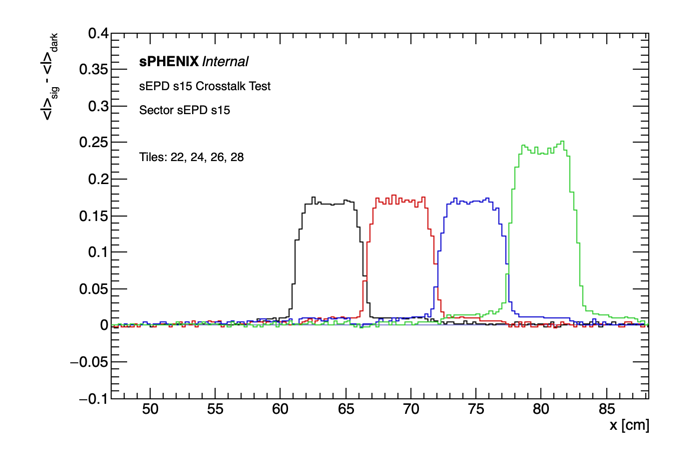 <I>sig - <I>dark
0.4
0.35
0.3
0.25
0.2
0.15
0.1
0.05
0
−0.05
−0.1
sPHENIX Internal
sEPD s15 Crosstalk Test
Sector sEPD s15
Tiles: 22, 24, 26, 28
50 55 60 65 70 75 80 85
x [cm]